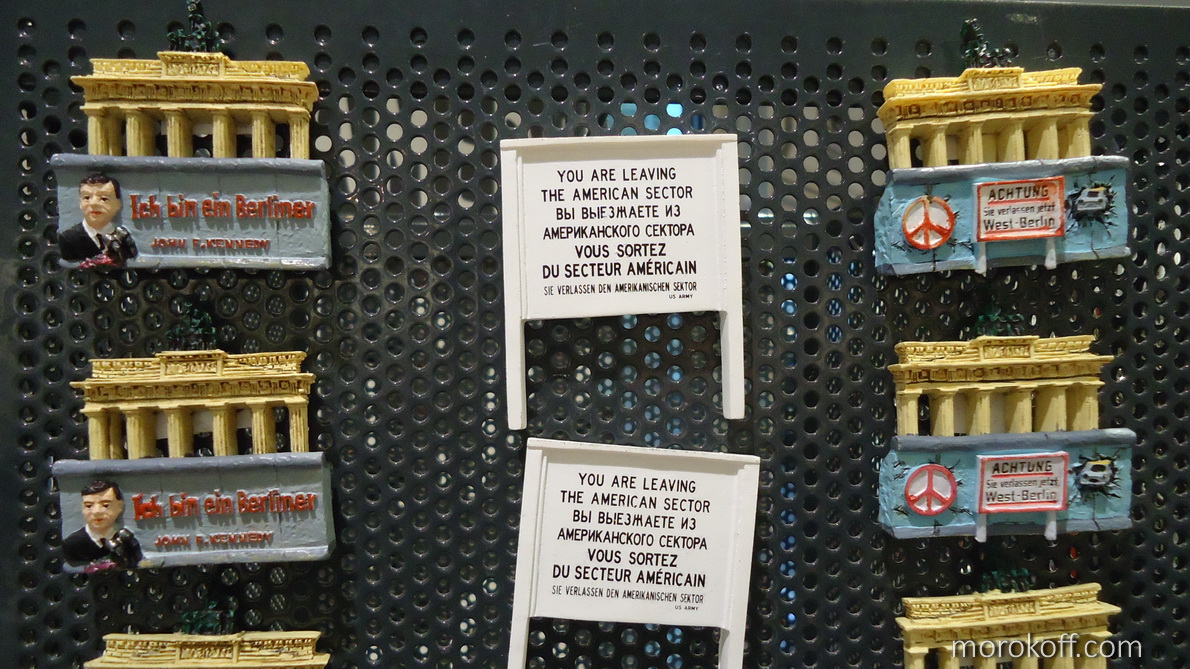 Ich bin ein Berliner
JOHN F. KENNEDY
YOU ARE LEAVING
THE AMERICAN SECTOR
ВЫ ВЫЕЗЖАЕТЕ ИЗ
АМЕРИКАНСКОГО СЕКТОРА
VOUS SORTEZ
DU SECTEUR AMÉRICAIN
SIE VERLASSEN DEN AMERIKANISCHEN SEKTOR
US ARMY
ACHTUNG
Sie verlassen jetzt
West-Berlin
Ich bin ein Berliner
JOHN F. KENNEDY
YOU ARE LEAVING
THE AMERICAN SECTOR
ВЫ ВЫЕЗЖАЕТЕ ИЗ
АМЕРИКАНСКОГО СЕКТОРА
VOUS SORTEZ
DU SECTEUR AMÉRICAIN
SIE VERLASSEN DEN AMERIKANISCHEN SEKTOR
US ARMY
ACHTUNG
Sie verlassen jetzt
West-Berlin
morokoff.com